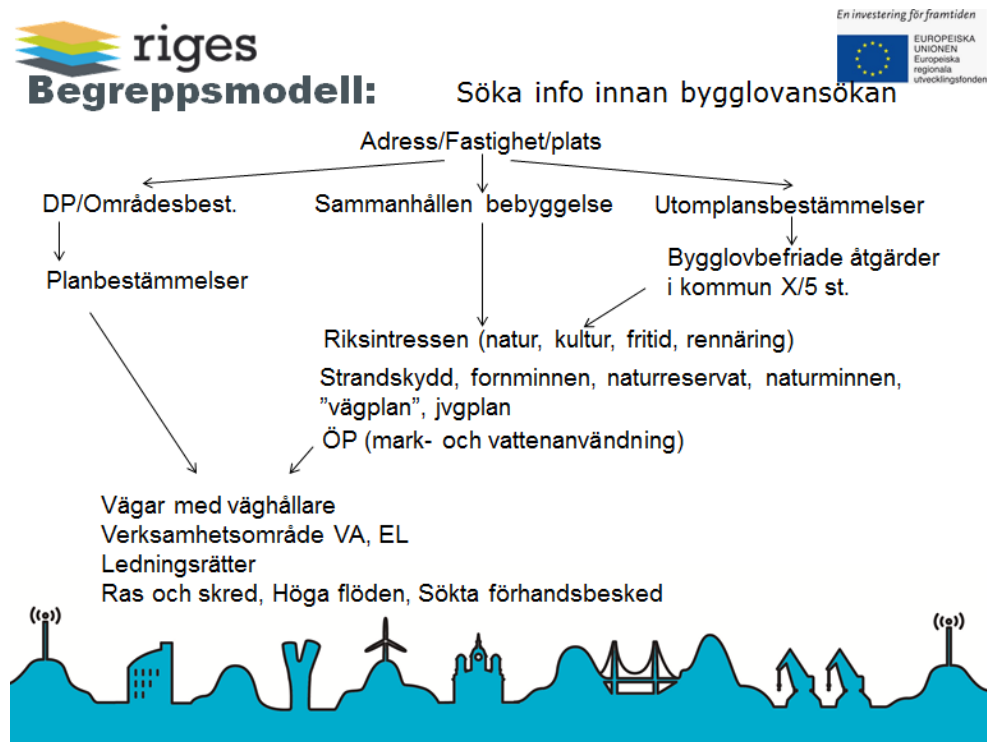 En investering för framtiden
riges
EUROPEISKA
UNIONEN
Europeiska
regionala
utvecklingsfonden
Begreppsmodell:
Söka info innan bygglovansökan
Adress/Fastighet/plats
DP/Områdesbest.
Sammanhållen bebyggelse
Utomplansbestämmelser
Planbestämmelser
Bygglovbefriade åtgärder
i kommun X/5 st.
Riksintressen (natur, kultur, fritid, rennäring)
Strandskydd, fornminnen, naturreservat, naturminnen,
”vägplan”, jvgplan
ÖP (mark- och vattenanvändning)
Vägar med väghållare
Verksamhetsområde VA, EL
Ledningsrätter
Ras och skred, Höga flöden, Sökta förhandsbesked